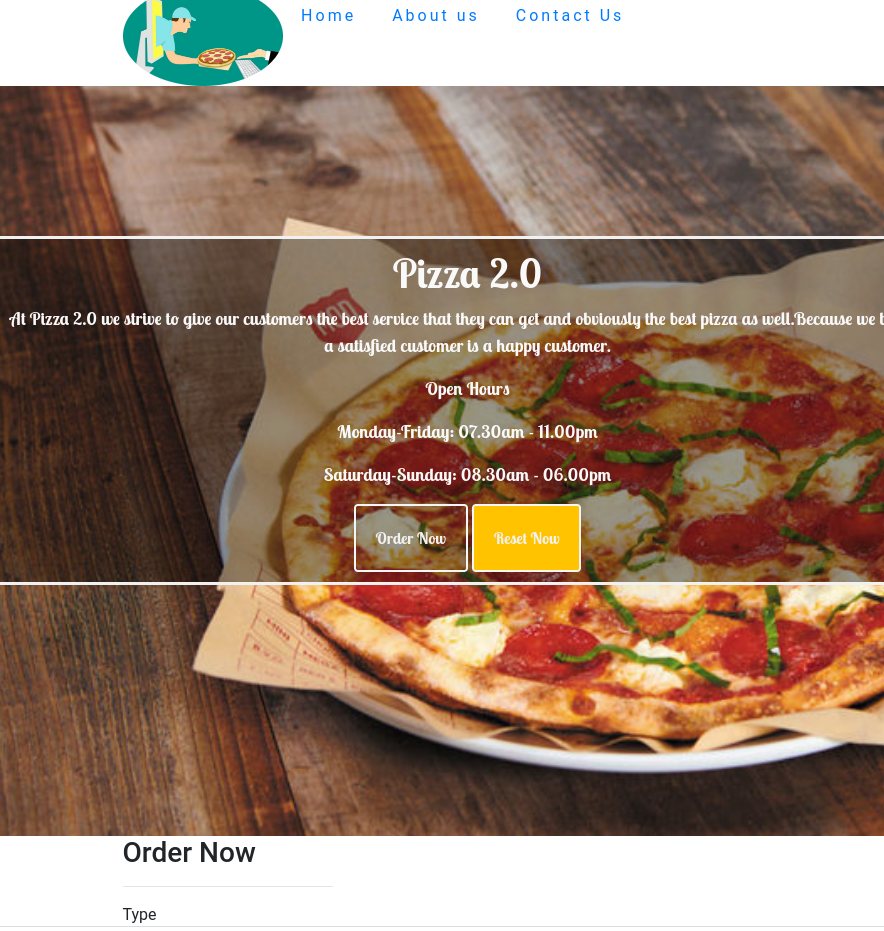 Home About us Contact Us
Pizza 2.0
At Pizza 2.0 we strive to give our customers the best service that they can get and obviously the best pizza as well.Because we
a satisfied customer is a happy customer.
Open Hours
Monday-Friday: 07.30am - 11.00pm
Saturday-Sunday: 08.30am - 06.00pm
Order Now Reset Now
Order Now
Type